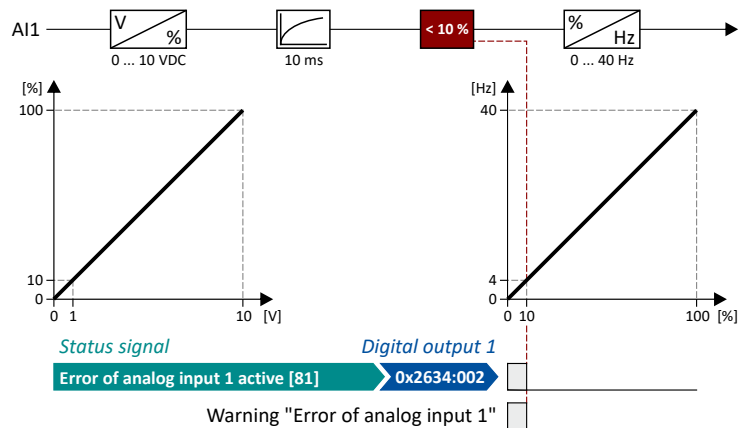 AI1
V
%
< 10 %
%
Hz
0 ... 10 VDC
10 ms
0 ... 40 Hz
[%]
100
10
0
0 1 10 [V]
[Hz]
40
4
0
0 10 100 [%]
Status signal
Digital output 1
Error of analog input 1 active [81]
0x2634:002
Warning "Error of analog input 1"